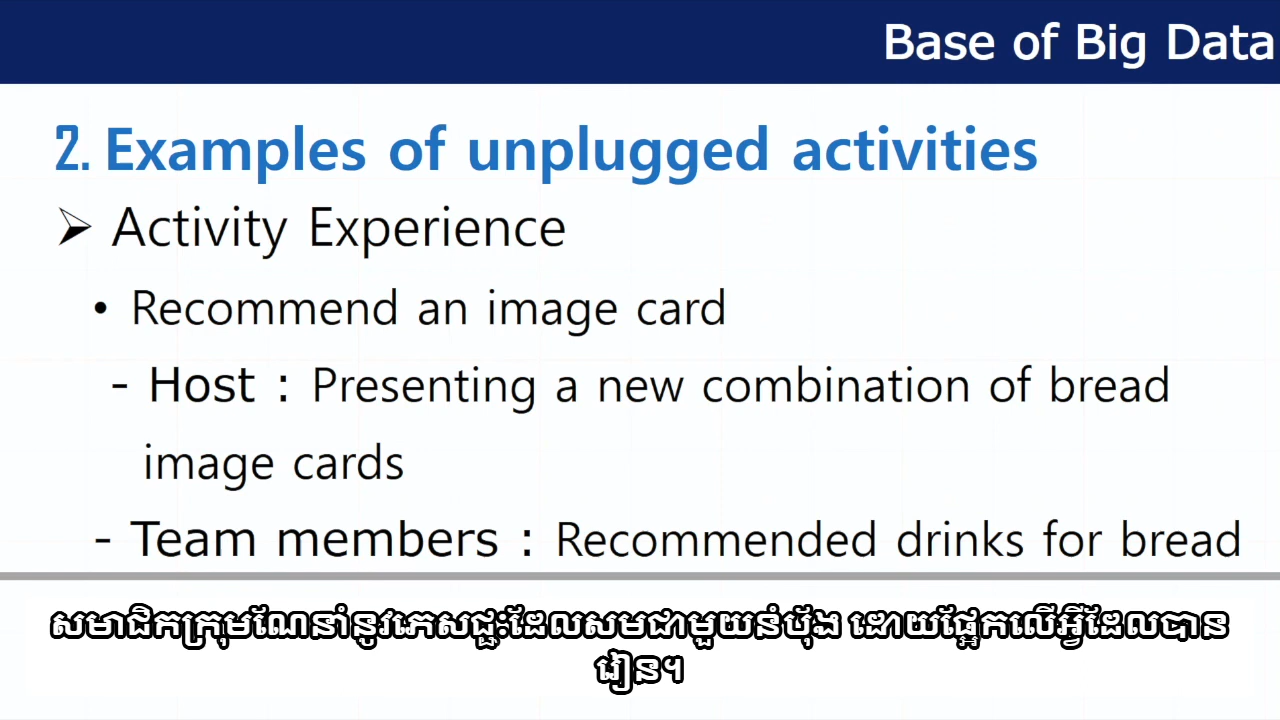 Base of Big Data
2. Examples of unplugged activities
➢ Activity Experience
• Recommend an image card
- Host : Presenting a new combination of bread
image cards
- Team members : Recommended drinks for bread
សមាជិកក្រុមណែនាំនូវភេសជ្ជៈដែលសមជាមួយនំបុ័ង ដោយផ្អែកលើអ្វីដែលបាន
រៀន។